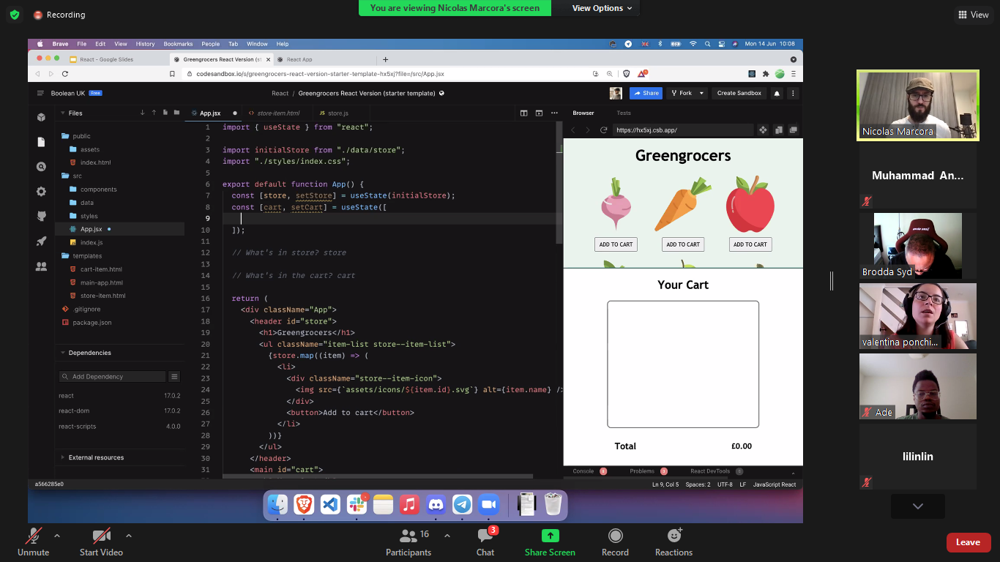 Recording
You are viewing Nicolas Marcora's screen
View Options
View
Brave File Edit View History Bookmarks People Tab Window Help
Mon 14 Jun 10:08
React - Google Slides
Greengrocers React Version (st
React App
codesandbox.io/s/greengrocers-react-version-starter-template-hx5xj?file=/src/App.jsx
Boolean UK Free
React / Greengrocers React Version (starter template)
Share
Fork
Create Sandbox
Files
public
assets
index.html
src
components
data
styles
App.jsx
index.js
templates
cart-item.html
main-app.html
store-item.html
.gitignore
package.json
Dependencies
Add Dependency
react 17.0.2
react-dom 17.0.2
react-scripts 4.0.0
External resources
App.jsx
store-item.html
JS store.js
1 import { useState } from "react";
2
3 import initialStore from "./data/store";
4 import "./styles/index.css";
5
6 export default function App() {
7 const [store, setStore] = useState(initialStore);
8 const [cart, setCart] = useState([
9
10 ]);
11
12 // What's in store? store
13
14 // What's in the cart? cart
15
16 return (
17 <div className="App">
18 <header id="store">
19 <h1>Greengrocers</h1>
20 <ul className="item-list store--item-list">
21 {store.map((item) => (
22 <li>
23 <div className="store--item-icon">
24 <img src={`assets/icons/${item.id}.svg`} alt={item.name} />
25 </div>
26 <button>Add to cart</button>
27 </li>
28 ))}
29 </ul>
30 </header>
31 <main id="cart">
Browser
Tests
https://hx5xj.csb.app/
Greengrocers
ADD TO CART
ADD TO CART
ADD TO CART
Your Cart
Total £0.00
Console
Problems
React DevTools
a566285e0
Ln 9, Col 5 Spaces: 2 UTF-8 LF JavaScript React
Nicolas Marcora
Muhammad An...
Brodda Syd
valentina ponchi...
Ade
lilinlin
Unmute
Start Video
16
Participants
3
Chat
Share Screen
Record
Reactions
Leave